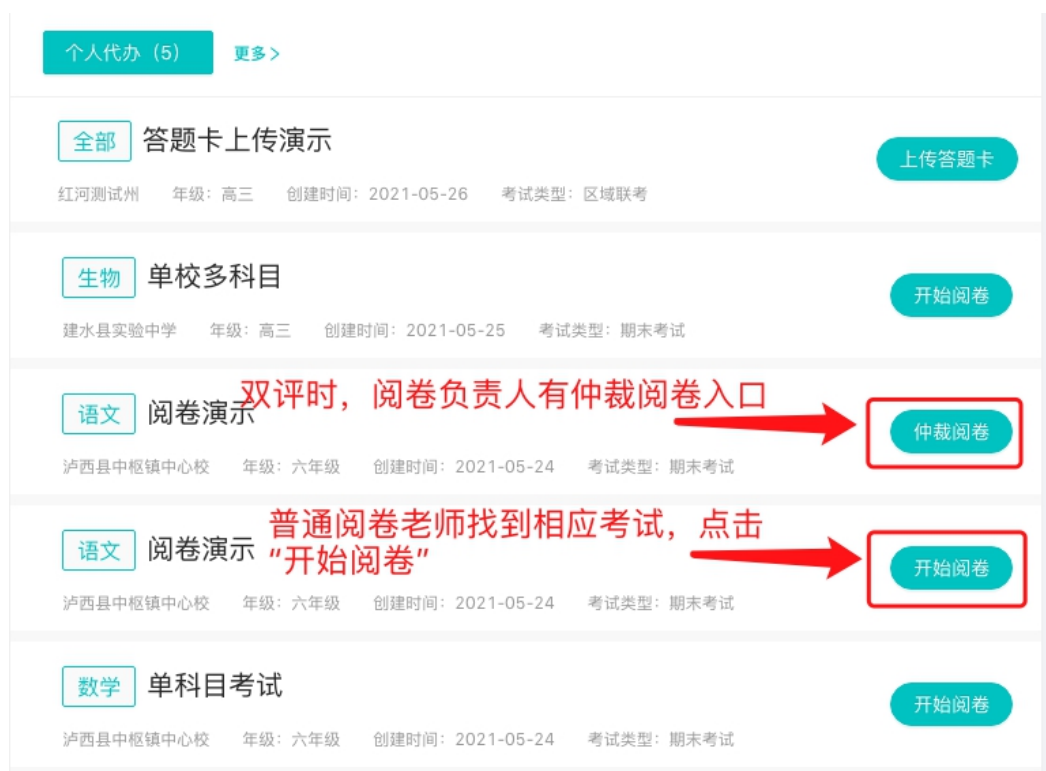 个人代办（5） 更多>
全部 答题卡上传演示 上传答题卡
红河测试州 年级：高三 创建时间：2021-05-26 考试类型：区域联考
生物 单校多科目 开始阅卷
建水县实验中学 年级：高三 创建时间：2021-05-25 考试类型：期末考试
双评时，阅卷负责人有仲裁阅卷入口
语文 阅卷演示 仲裁阅卷
泸西县中枢镇中心校 年级：六年级 创建时间：2021-05-24 考试类型：期末考试
普通阅卷老师找到相应考试，点击
"开始阅卷"
语文 阅卷演示 开始阅卷
泸西县中枢镇中心校 年级：六年级 创建时间：2021-05-24 考试类型：期末考试
数学 单科目考试 开始阅卷
泸西县中枢镇中心校 年级：六年级 创建时间：2021-05-24 考试类型：期末考试